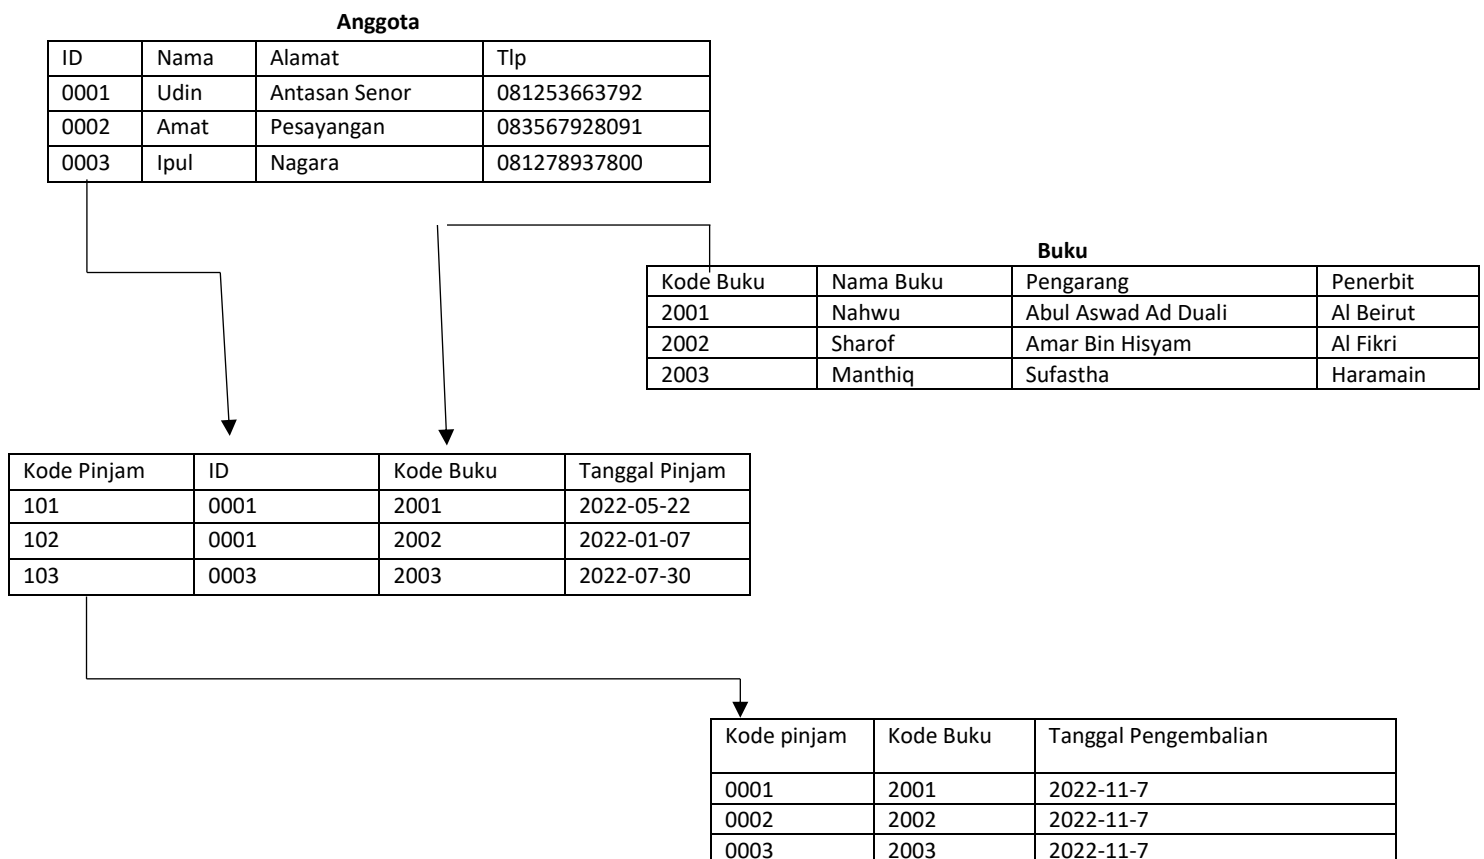 Anggota
ID Nama Alamat Tlp
0001 Udin Antasan Senor 081253663792
0002 Amat Pesayangan 083567928091
0003 Ipul Nagara 081278937800
Buku
Kode Buku Nama Buku Pengarang Penerbit
2001 Nahwu Abul Aswad Ad Duali Al Beirut
2002 Sharof Amar Bin Hisyam Al Fikri
2003 Manthiq Sufastha Haramain
Kode Pinjam ID Kode Buku Tanggal Pinjam
101 0001 2001 2022-05-22
102 0001 2002 2022-01-07
103 0003 2003 2022-07-30
Kode pinjam Kode Buku Tanggal Pengembalian
0001 2001 2022-11-7
0002 2002 2022-11-7
0003 2003 2022-11-7